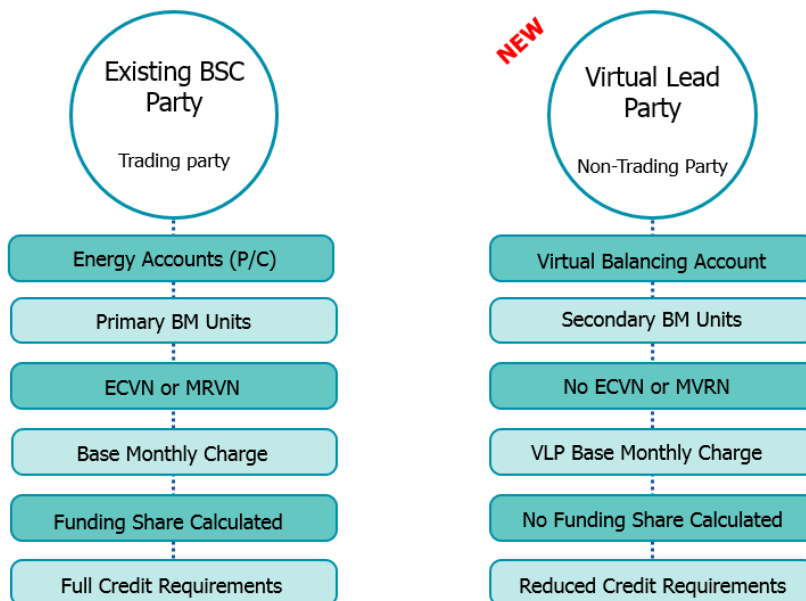 Existing BSC
Party
Trading party
Energy Accounts (P/C)
Primary BM Units
ECVN or MRVN
Base Monthly Charge
Funding Share Calculated
Full Credit Requirements
NEW
Virtual Lead
Party
Non-Trading Party
Virtual Balancing Account
Secondary BM Units
No ECVN or MVRN
VLP Base Monthly Charge
No Funding Share Calculated
Reduced Credit Requirements